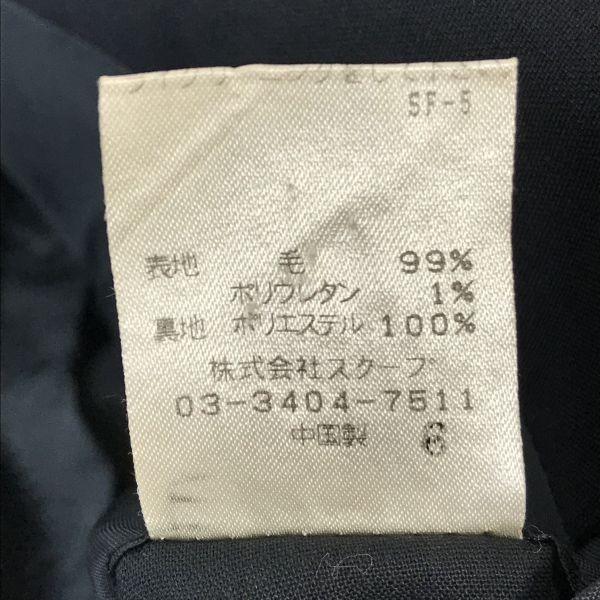 SF-5
表地 毛 99%
ポリウレタン 1%
裏地 ポリエステル 100%
株式会社スクープ
03-3404-7511
中国製 6